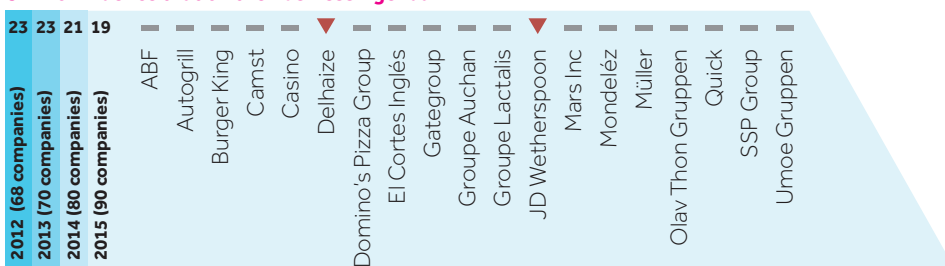 23 23 21 19
2012 (68 companies)
2013 (70 companies)
2014 (80 companies)
2015 (90 companies)
ABF
Autogrill
Burger King
Camst
Casino
Delhaize
Domino's Pizza Group
El Cortes Inglés
Gategroup
Groupe Auchan
Groupe Lactalis
JD Wetherspoon
Mars Inc
Mondeléz
Müller
Olav Thon Gruppen
Quick
SSP Group
Umoe Gruppen